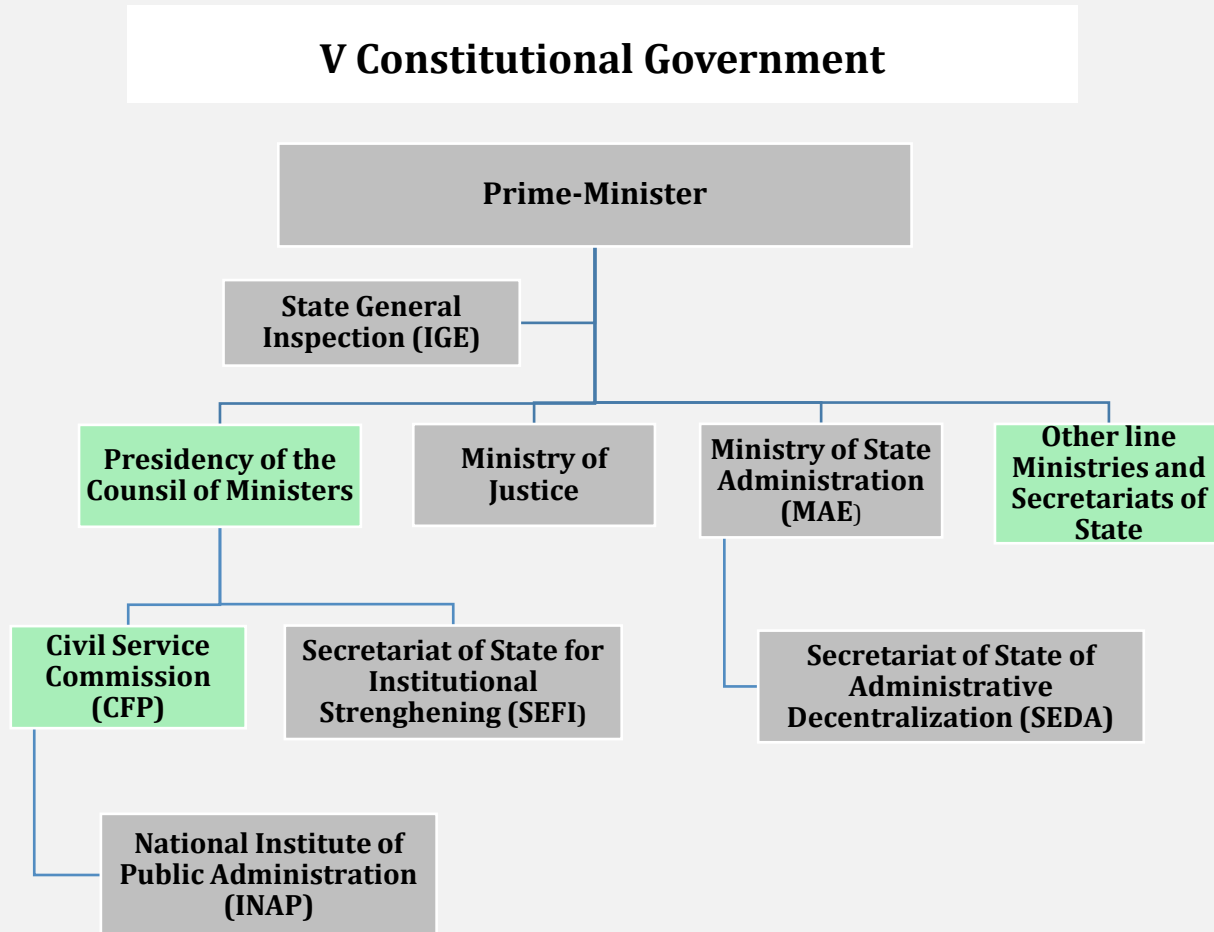 V Constitutional Government
Prime-Minister
State General
Inspection (IGE)
Presidency of the
Counsil of Ministers
Ministry of
Justice
Ministry of State
Administration
(MAE)
Other line
Ministries and
Secretariats of
State
Civil Service
Commission
(CFP)
Secretariat of State for
Institutional
Strenghening (SEFI)
Secretariat of State of
Administrative
Decentralization (SEDA)
National Institute of
Public Administration
(INAP)